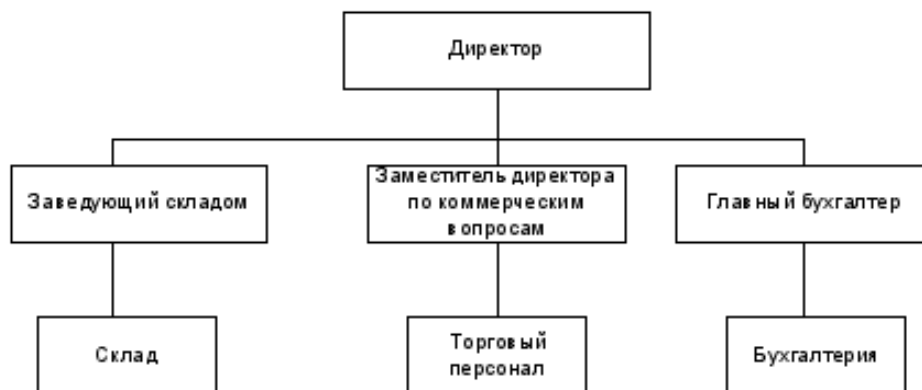 Директор
Заведующий складом
Заместитель директора
по коммерческим
вопросам
Главный бухгалтер
Склад
Торговый
персонал
Бухгалтерия